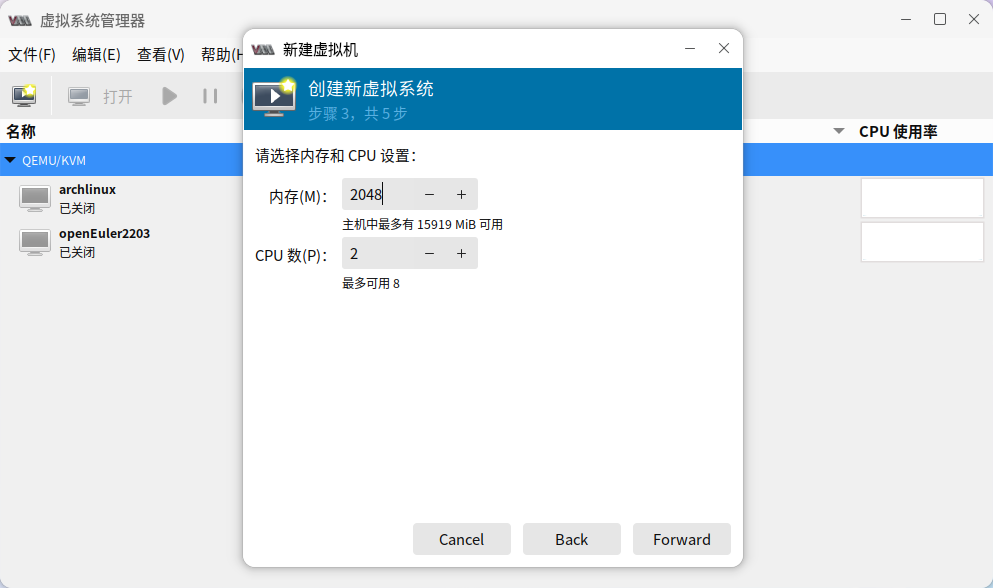 虚拟系统管理器
文件(F) 编辑(E) 查看(V) 帮助(H
打开
名称
CPU 使用率
QEMU/KVM
archlinux
已关闭
openEuler2203
已关闭
新建虚拟机
创建新虚拟系统
步骤 3，共 5 步
请选择内存和 CPU 设置：
内存(M)： 2048 − +
主机中最多有 15919 MiB 可用
CPU 数(P)： 2 − +
最多可用 8
Cancel Back Forward